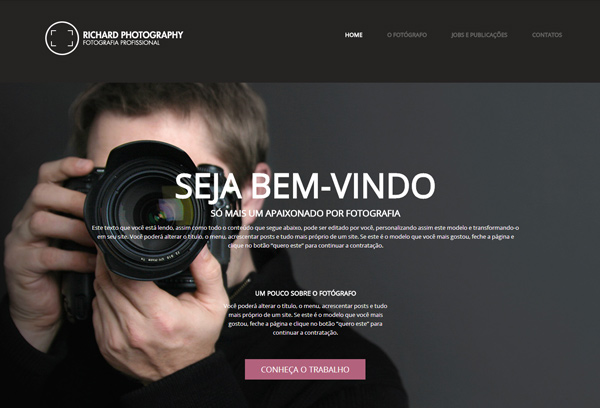 RICHARD PHOTOGRAPHY
FOTOGRAFIA PROFISSIONAL
HOME
O FOTÓGRAFO
JOBS E PUBLICAÇÕES
CONTATOS
SEJA BEM-VINDO
SÓ MAIS UM APAIXONADO POR FOTOGRAFIA
Este texto que você está lendo, assim como todo o conteúdo que segue abaixo, pode ser editado por você, personalizando assim este modelo e transformando-o
em seu site. Você poderá alterar o título, o menu, acrescentar posts e tudo mais próprio de um site. Se este é o modelo que você mais gostou, feche a página e
clique no botão “quero este” para continuar a contratação.
UM POUCO SOBRE O FOTÓGRAFO
Você poderá alterar o título, o menu, acrescentar posts e tudo
mais próprio de um site. Se este é o modelo que você mais
gostou, feche a página e clique no botão “quero este” para
continuar a contratação.
CONHEÇA O TRABALHO